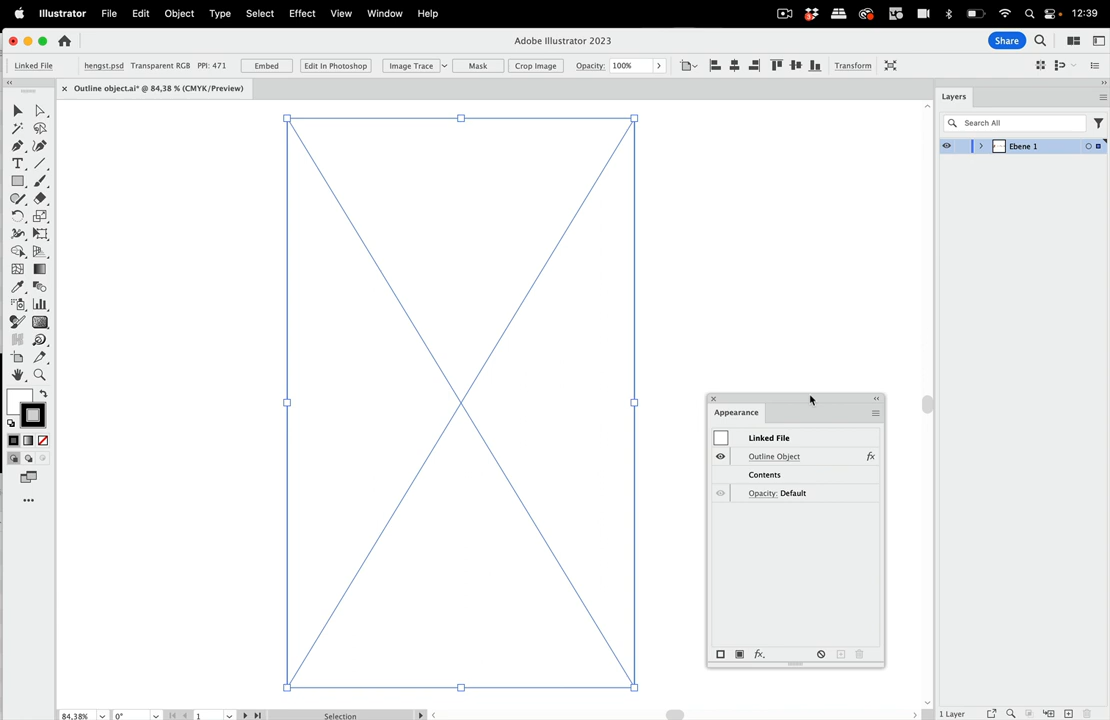 Illustrator File Edit Object Type Select Effect View Window Help 3 12:39
Adobe Illustrator 2023 Share
Linked File hengst.psd Transparent RGB PPI: 471 Embed Edit In Photoshop Image Trace Mask Crop Image Opacity: 100% Transform
Outline object.ai* @ 84,38 % (CMYK/Preview)
Layers
Search All
Ebene 1
Appearance
Linked File
Outline Object fx
Contents
Opacity: Default
fx.
84,38% 0° 1 Selection 1 Layer